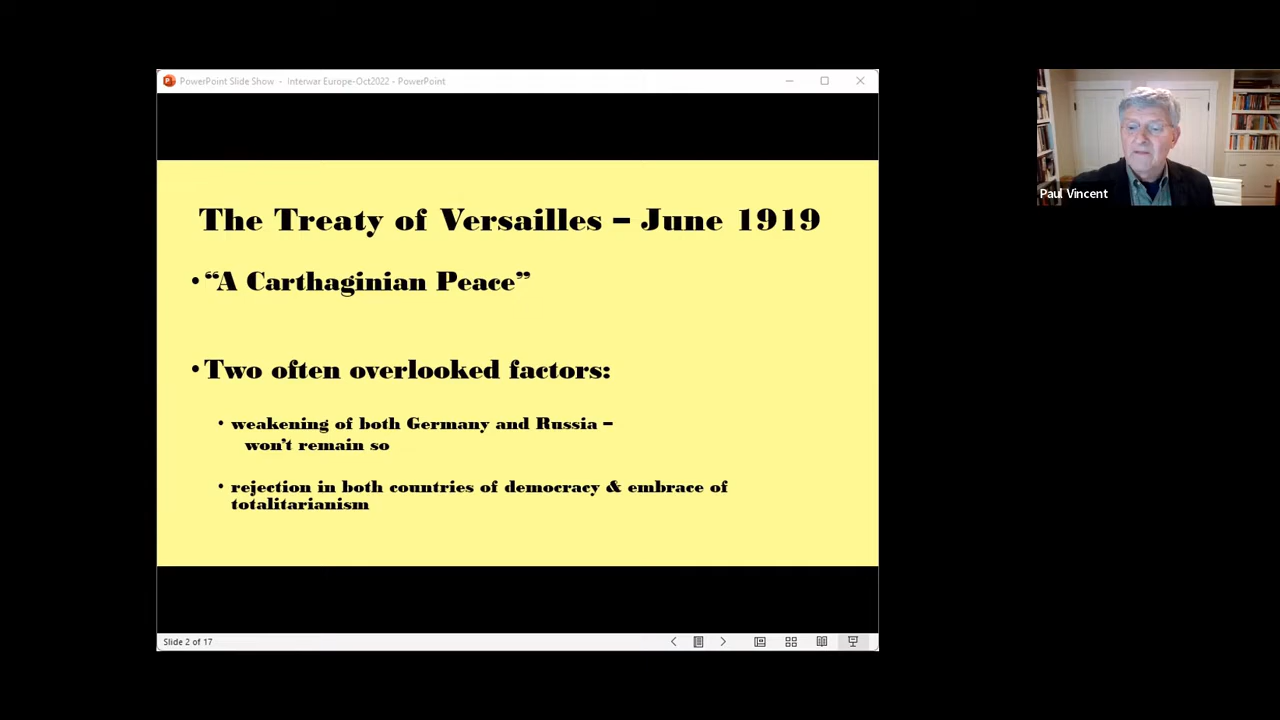 PowerPoint Slide Show - Interwar Europe-Oct2022 - PowerPoint
The Treaty of Versailles – June 1919
• “A Carthaginian Peace”
• Two often overlooked factors:
• weakening of both Germany and Russia –
won’t remain so
• rejection in both countries of democracy & embrace of
totalitarianism
Slide 2 of 17
Paul Vincent